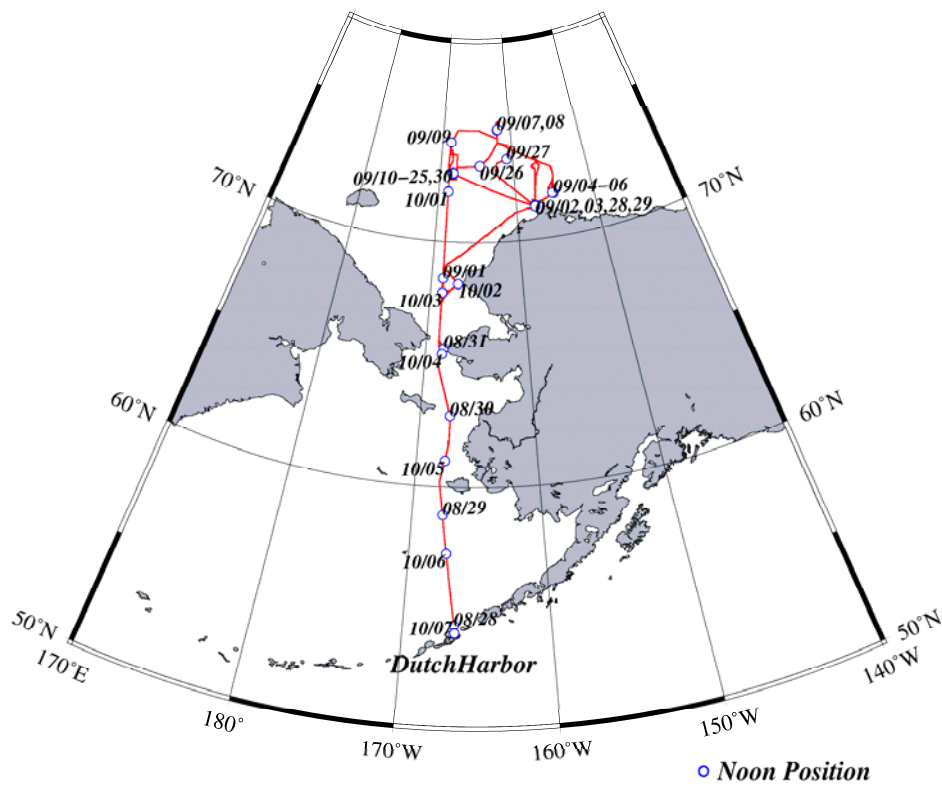 09/07,08
09/09
09/27
09/26
09/10−25,30
09/04−06
70˚N
70˚N
10/01
09/02,03,28,29
09/01
10/02
10/03
08/31
10/04
60˚N
08/30
60˚N
10/05
08/29
10/06
50˚N
10/07
08/28
50˚N
DutchHarbor
170˚E
140˚W
180˚
150˚W
170˚W
160˚W
Noon Position